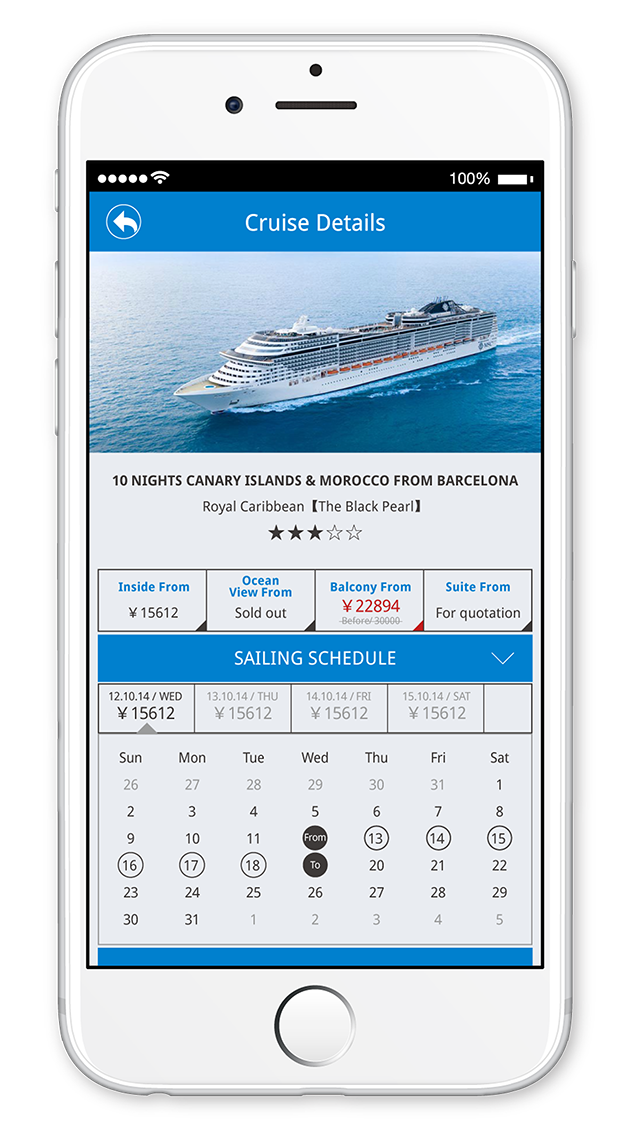 100%
Cruise Details
10 NIGHTS CANARY ISLANDS & MOROCCO FROM BARCELONA
Royal Caribbean【The Black Pearl】
Inside From
¥15612
Ocean
View From
Sold out
Balcony From
¥22894
Before/ 30000
Suite From
For quotation
SAILING SCHEDULE
12.10.14 / WED 13.10.14 / THU 14.10.14 / FRI 15.10.14 / SAT
¥15612 ¥15612 ¥15612 ¥15612
Sun Mon Tue Wed Thu Fri Sat
26 27 28 29 30 31 1
2 3 4 5 6 7 8
9 10 11 From 13 14 15
16 17 18 To 20 21 22
23 24 25 26 27 28 29
30 31 1 2 3 4 5